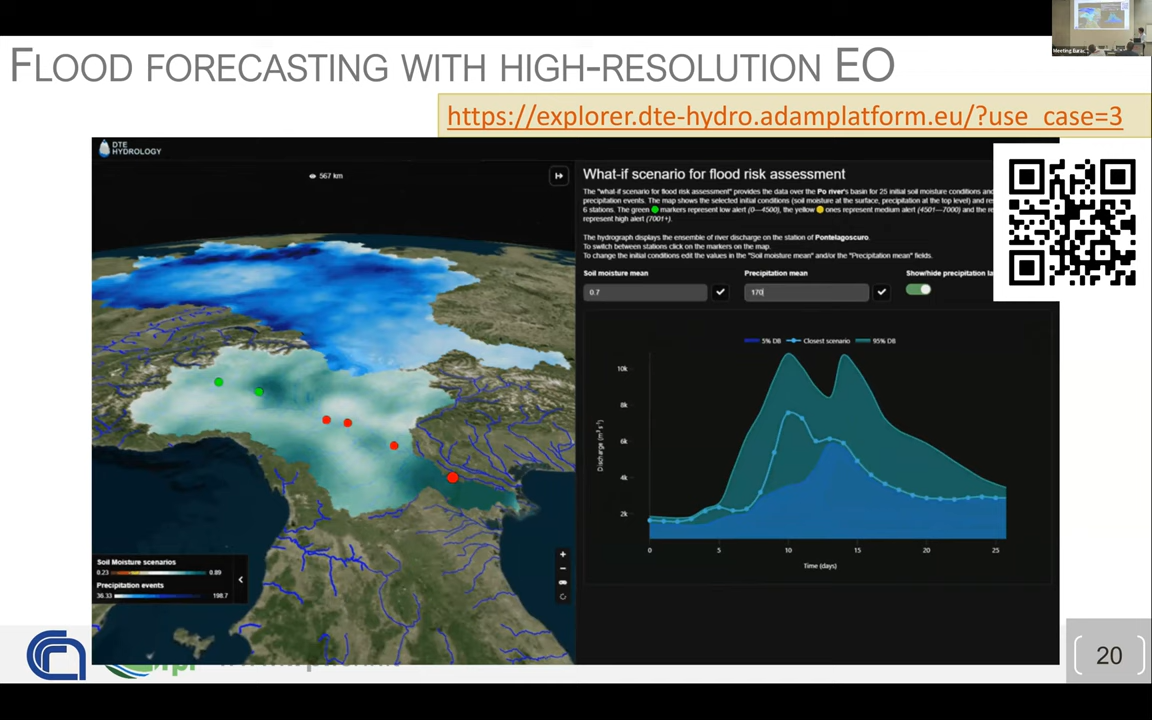 Meeting Barac
FLOOD FORECASTING WITH HIGH-RESOLUTION EO
https://explorer.dte-hydro.adamplatform.eu/?use_case=3
DTE
HYDROLOGY
567 km
What-if scenario for flood risk assessment
The "what-if scenario for flood risk assessment" provides the data over the Po river's basin for 25 initial soil moisture conditions and
precipitation events. The map shows the selected initial conditions (soil moisture at the surface, precipitation at the top level) and re
6 stations. The green markers represent low alert (0—4500), the yellow ones represent medium alert (4501—7000) and the re
represent high alert (7001+).
The hydrograph displays the ensemble of river discharge on the station of Pontelagoscuro.
To switch between stations click on the markers on the map.
To change the initial conditions edit the values in the "Soil moisture mean" and/or the "Precipitation mean" fields.
Soil moisture mean
Precipitation mean
Show/hide precipitation la
0.7
170
5% DB
Closest scenario
95% DB
10k
8k
6k
4k
2k
Discharge (m³ s⁻¹)
0
5
10
15
20
25
Time (days)
Soil Moisture scenarios
0.23
0.89
Precipitation events
36.33
198.7
20